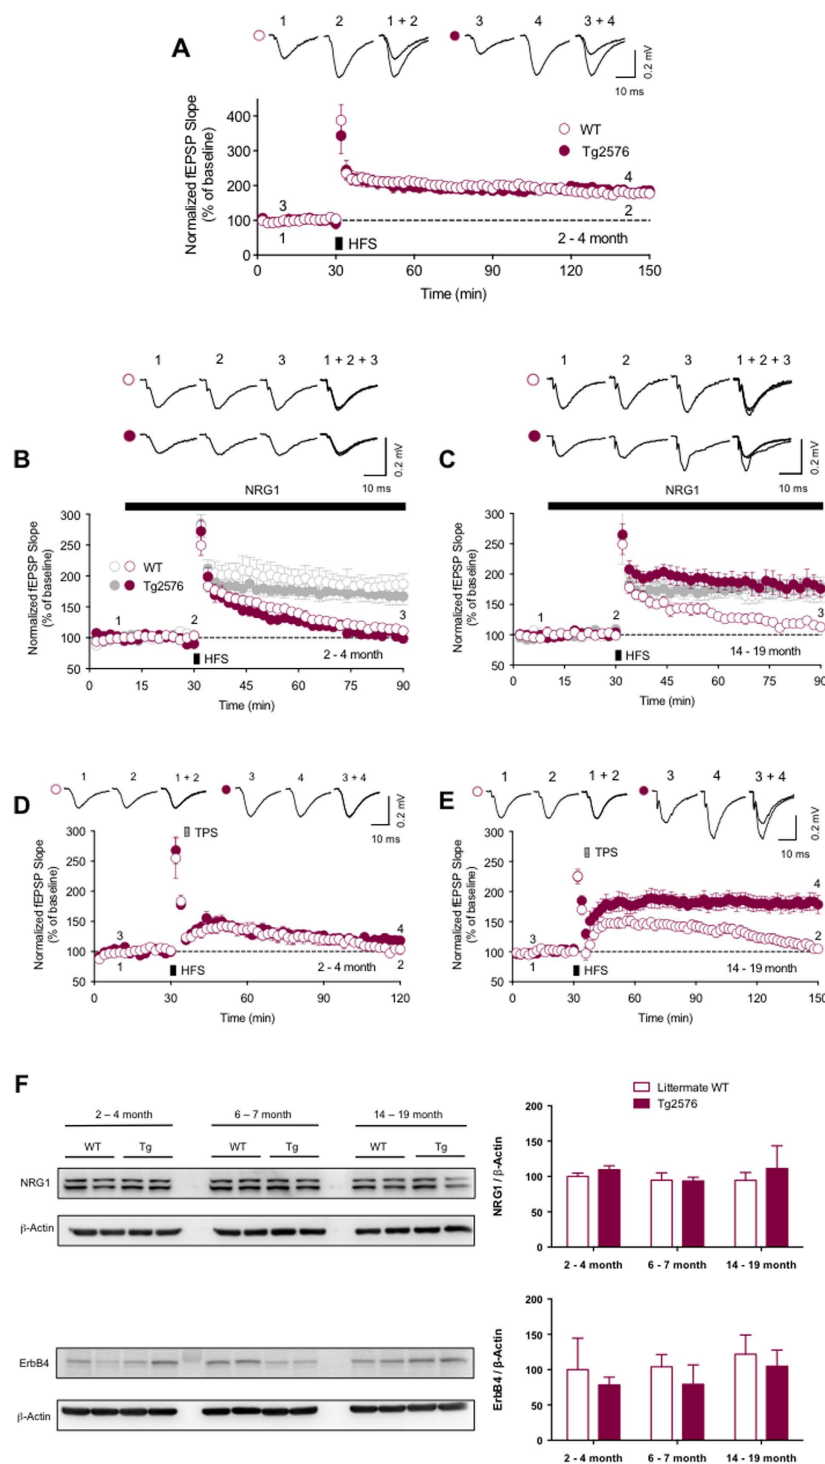 A
1 2 1 + 2 3 4 3 + 4
0.2 mV
10 ms
Normalized fEPSP Slope
(% of baseline)
400
300
200
100
0
WT
Tg2576
3
1
4
2
HFS
2 - 4 month
0 30 60 90 120 150
Time (min)
B
1 2 3 1 + 2 + 3
0.2 mV
10 ms
NRG1
Normalized fEPSP Slope
(% of baseline)
300
250
200
150
100
50
WT
Tg2576
1 2 3
HFS
2 - 4 month
0 15 30 45 60 75 90
Time (min)
C
1 2 3 1 + 2 + 3
0.2 mV
10 ms
NRG1
Normalized fEPSP Slope
(% of baseline)
300
250
200
150
100
50
1 2 3
HFS
14 - 19 month
0 15 30 45 60 75 90
Time (min)
D
1 2 1 + 2 3 4 3 + 4
0.2 mV
10 ms
TPS
Normalized fEPSP Slope
(% of baseline)
300
250
200
150
100
50
3
1
4
2
HFS
2 - 4 month
0 30 60 90 120
Time (min)
E
1 2 1 + 2 3 4 3 + 4
0.2 mV
10 ms
TPS
Normalized fEPSP Slope
(% of baseline)
300
250
200
150
100
50
3
1
4
2
HFS
14 - 19 month
0 30 60 90 120 150
Time (min)
F
2 – 4 month 6 – 7 month 14 – 19 month
WT Tg WT Tg WT Tg
NRG1
β-Actin
ErbB4
β-Actin
Littermate WT
Tg2576
NRG1 / β-Actin
200
150
100
50
0
2 - 4 month 6 - 7 month 14 - 19 month
ErbB4 / β-Actin
200
150
100
50
0
2 - 4 month 6 - 7 month 14 - 19 month